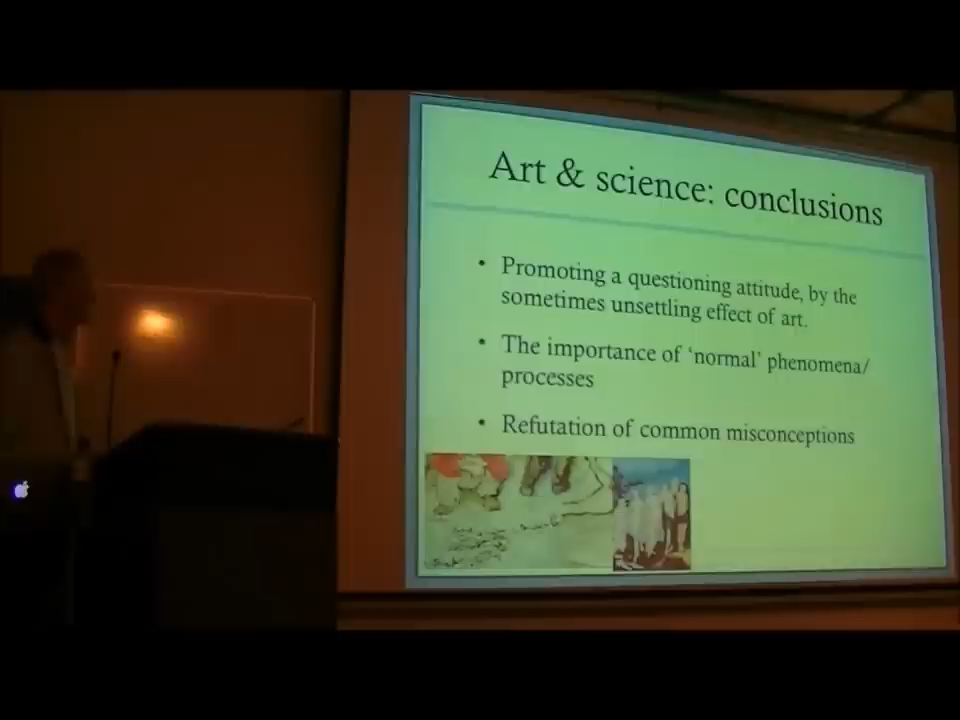 Art & science: conclusions
• Promoting a questioning attitude, by the
sometimes unsettling effect of art.
• The importance of ‘normal’ phenomena/
processes
• Refutation of common misconceptions